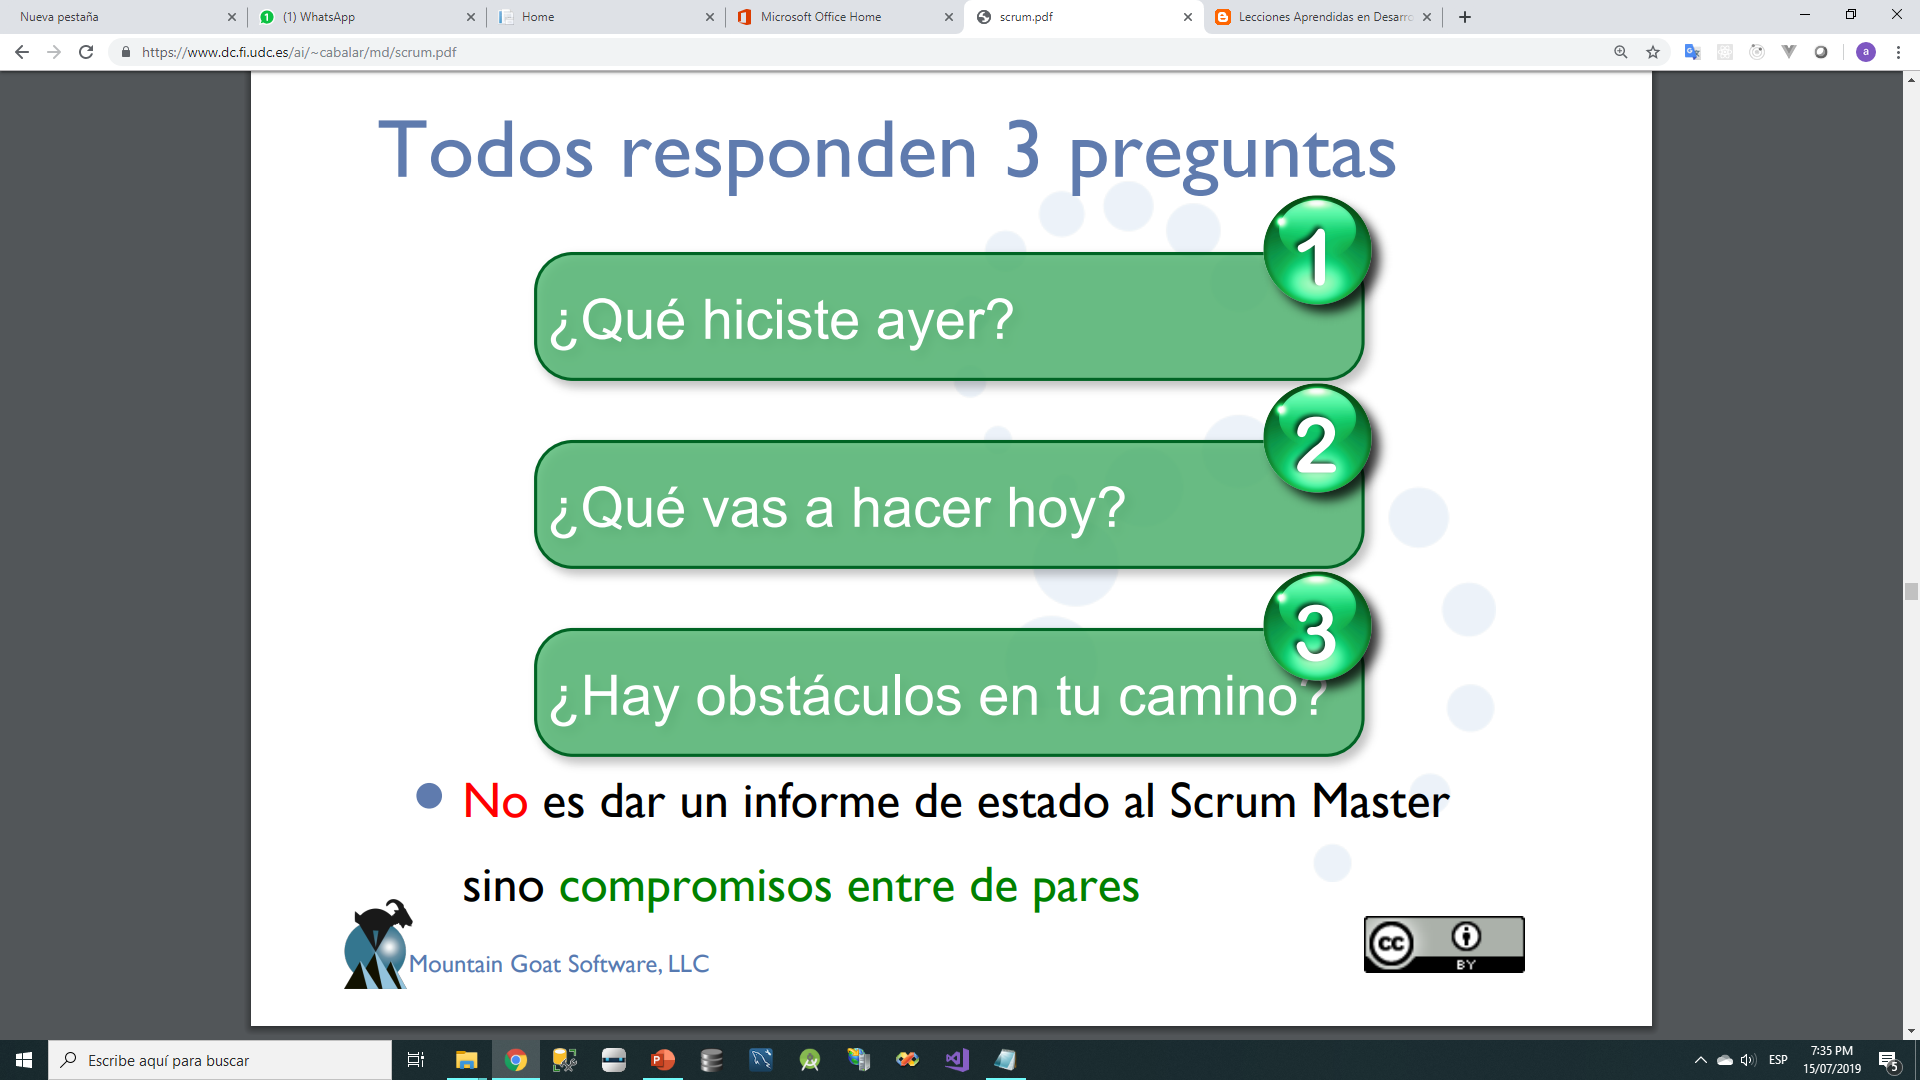 Nueva pestaña
(1) WhatsApp
Home
Microsoft Office Home
scrum.pdf
Lecciones Aprendidas en Desarro
https://www.dc.fi.udc.es/ai/~cabalar/md/scrum.pdf
a
Todos responden 3 preguntas
1
¿Qué hiciste ayer?
2
¿Qué vas a hacer hoy?
3
¿Hay obstáculos en tu camino?
No es dar un informe de estado al Scrum Master
sino compromisos entre de pares
Mountain Goat Software, LLC
cc
BY
Escribe aquí para buscar
ESP
7:35 PM
15/07/2019
5